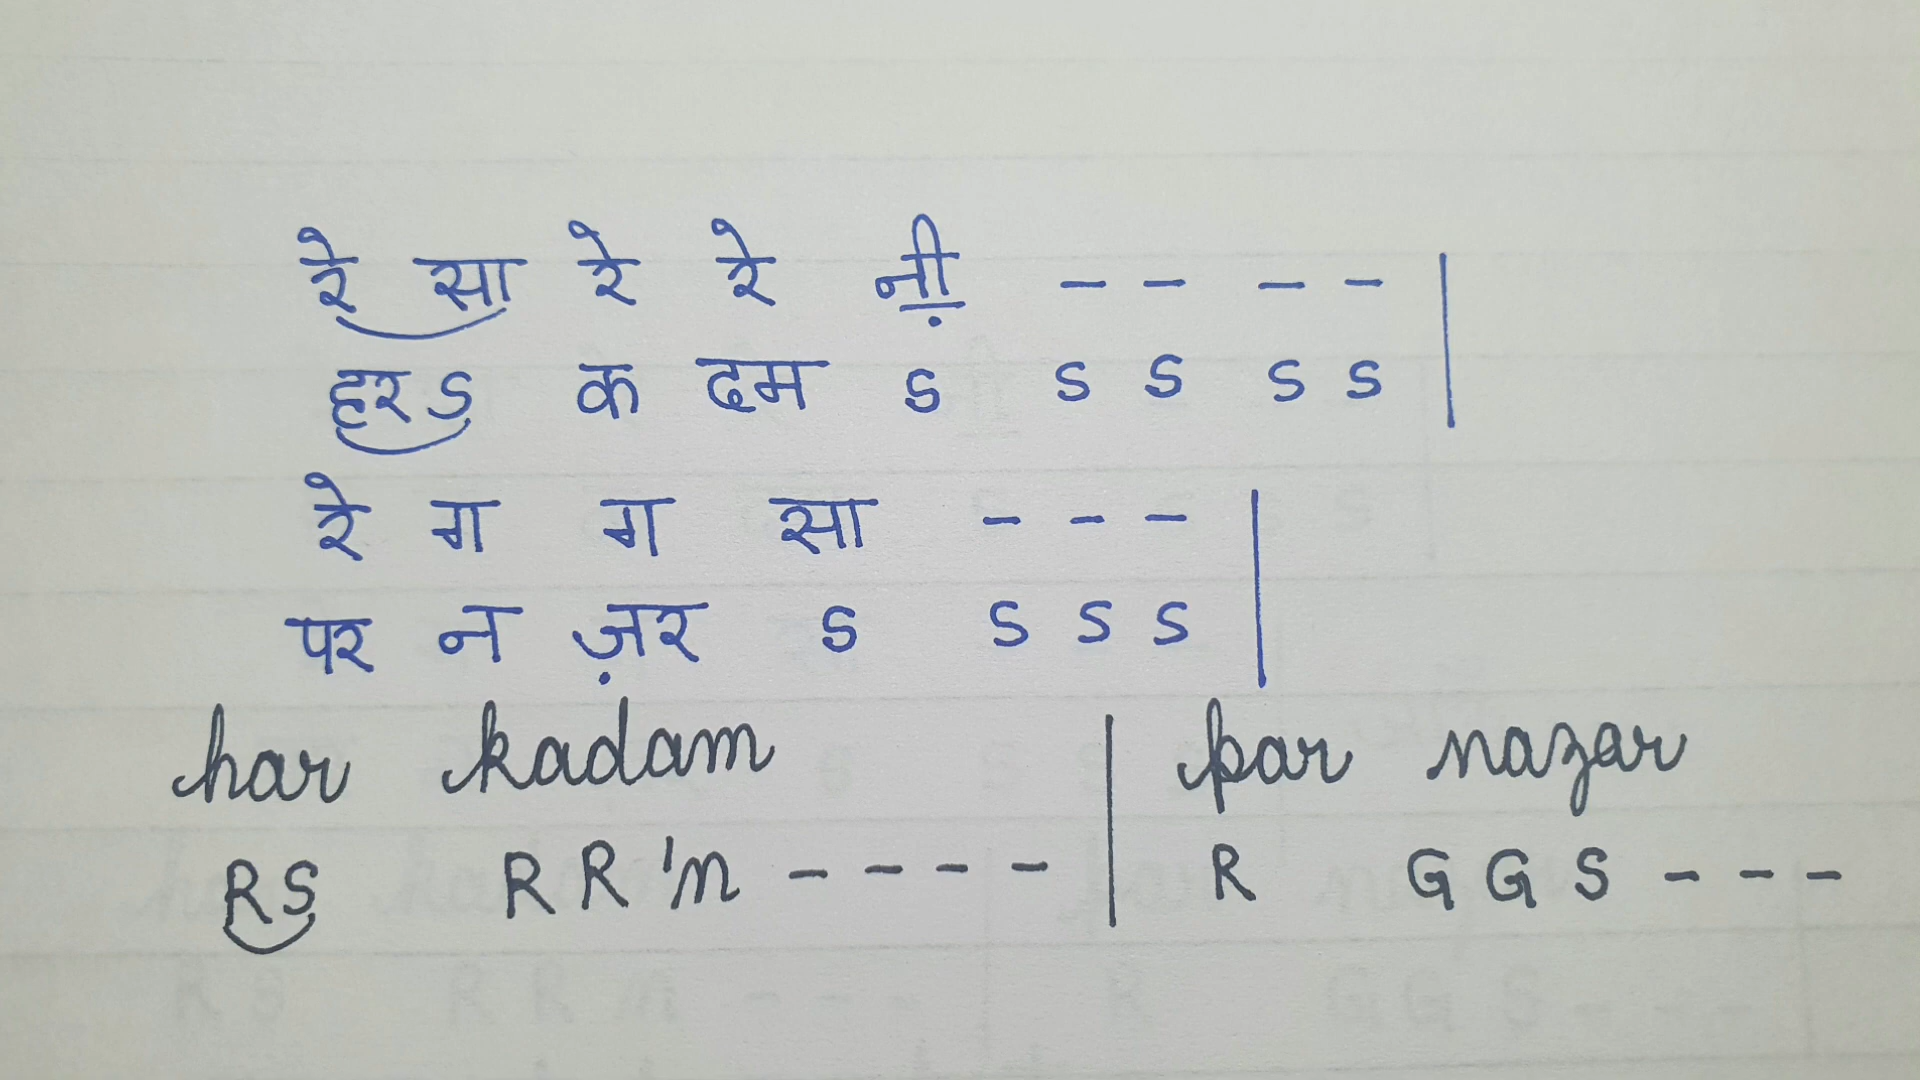 रे सा रे रे ऩी॒ - - - - |
हर S क दम S S S S S |
रे ग ग सा - - - |
पर न ज़र S S S S |
har kadam | par nazar
RS RR'n - - - - | R GGS - - -